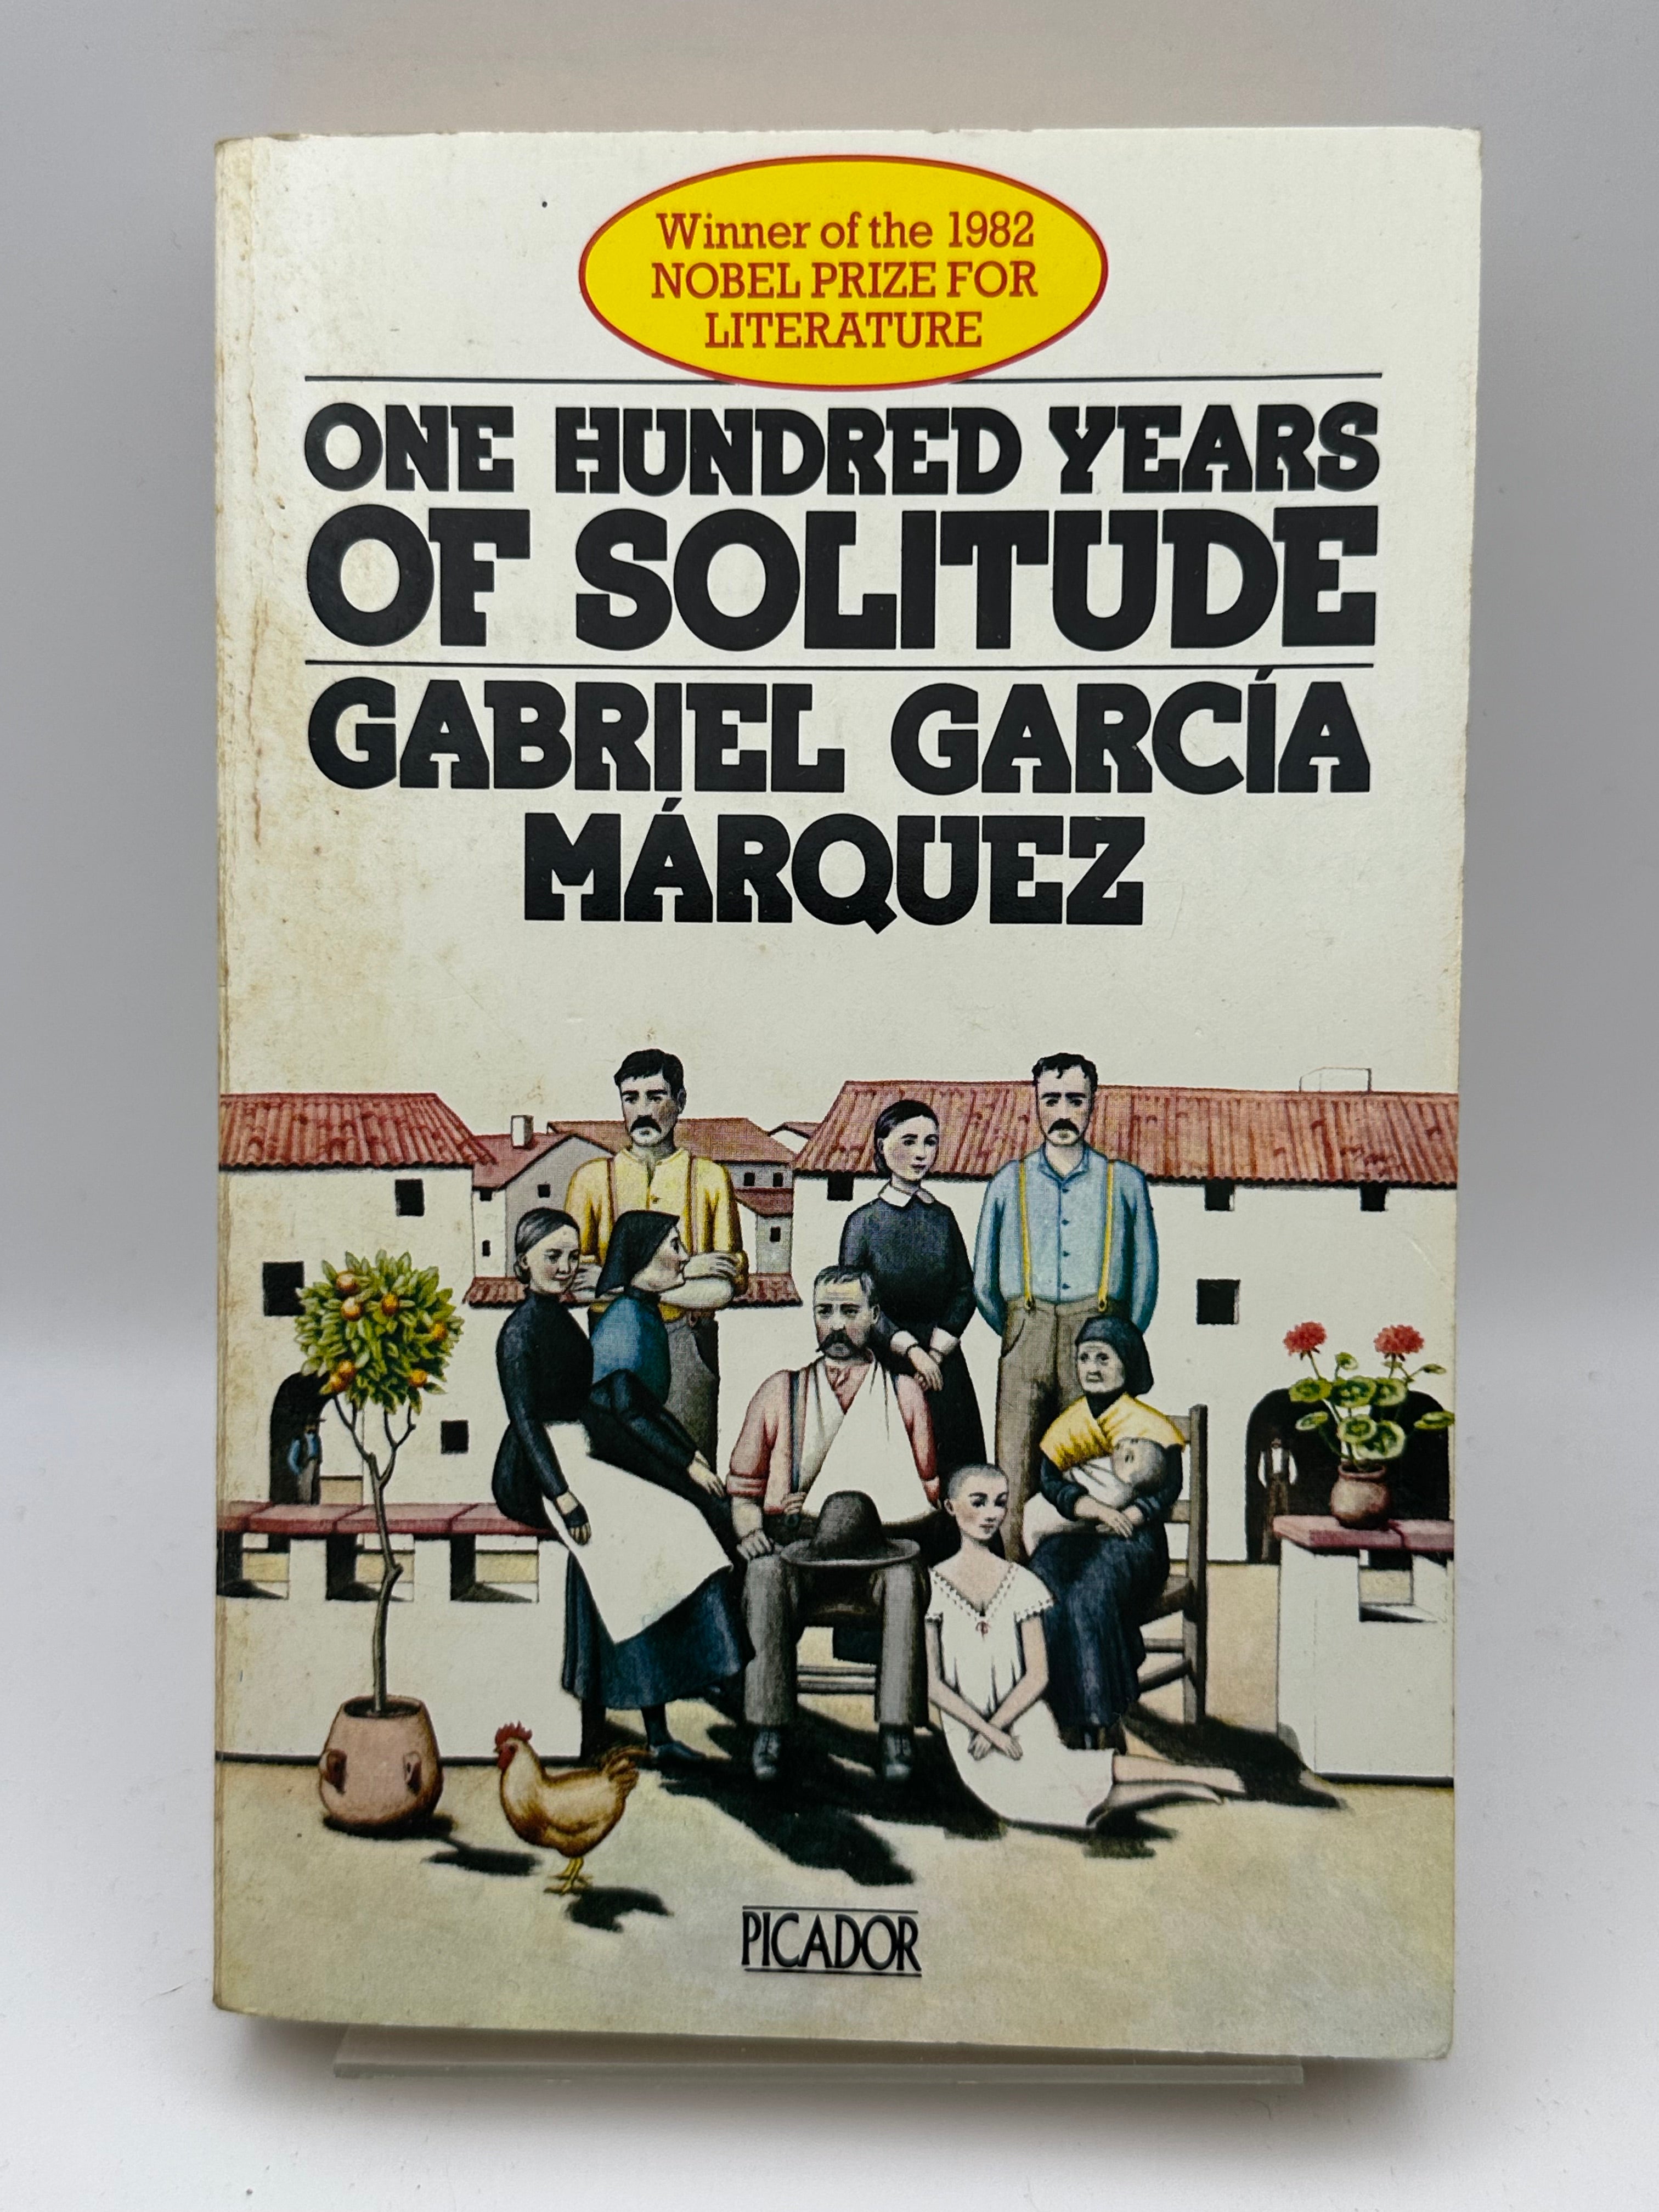 Winner of the 1982
NOBEL PRIZE FOR
LITERATURE
ONE HUNDRED YEARS
OF SOLITUDE
GABRIEL GARCÍA
MÁRQUEZ
PICADOR